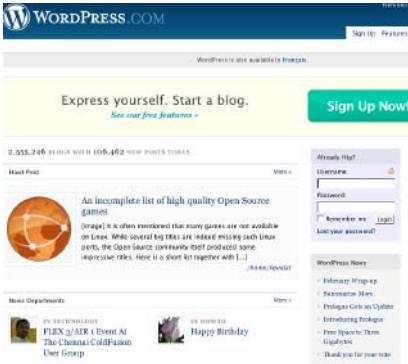 WORDPRESS.COM
Sign Up Features
WordPress is also available in Français
Express yourself. Start a blog.
See our free features »
Sign Up Now!
2,555,246 BLOGS WITH 106,462 NEW POSTS TODAY.
Already Hip?
Username
Password
Remember me Login
Lost your password?
More »
An incomplete list of high quality Open Source
games
[image] It is often mentioned that many games are not available
on Linux. While several big titles are indeed missing such Linux
ports, the Open Source community itself produced some
impressive titles. Here is a short list together with [...]
WordPress News
February Wrap-up
Summarize More
Prologue Gets an Update
Introducing Prologue
Free Space to Three
Gigabytes
Thank you for your vote
News Departments
More »
IN TECHNOLOGY
FLEX 3/AIR 1 Event At
The Chennai ColdFusion
User Group
IN HOWTO
Happy Birthday